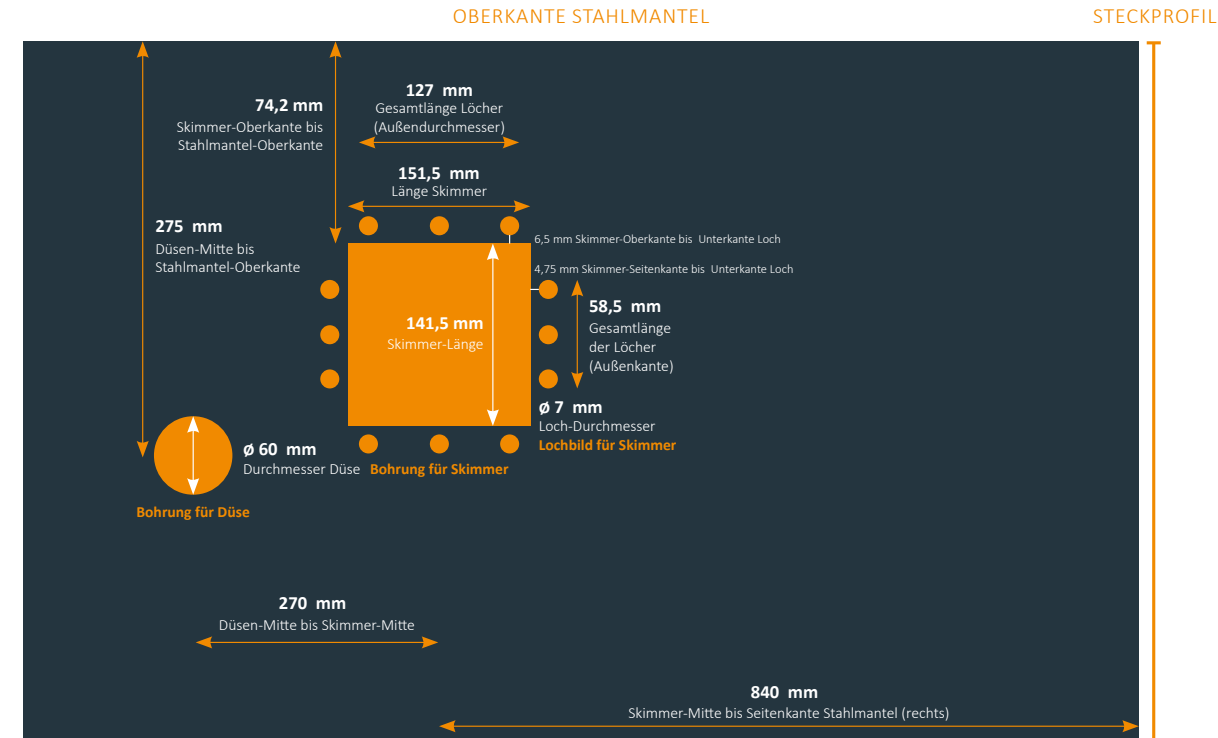 OBERKANTE STAHLMANTEL
STECKPROFIL
74,2 mm
Skimmer-Oberkante bis
Stahlmantel-Oberkante
127 mm
Gesamtlänge Löcher
(Außendurchmesser)
151,5 mm
Länge Skimmer
275 mm
Düsen-Mitte bis
Stahlmantel-Oberkante
6,5 mm Skimmer-Oberkante bis Unterkante Loch
4,75 mm Skimmer-Seitenkante bis Unterkante Loch
141,5 mm
Skimmer-Länge
58,5 mm
Gesamtlänge
der Löcher
(Außenkante)
ø 7 mm
Loch-Durchmesser
Lochbild für Skimmer
ø 60 mm
Durchmesser Düse
Bohrung für Skimmer
Bohrung für Düse
270 mm
Düsen-Mitte bis Skimmer-Mitte
840 mm
Skimmer-Mitte bis Seitenkante Stahlmantel (rechts)